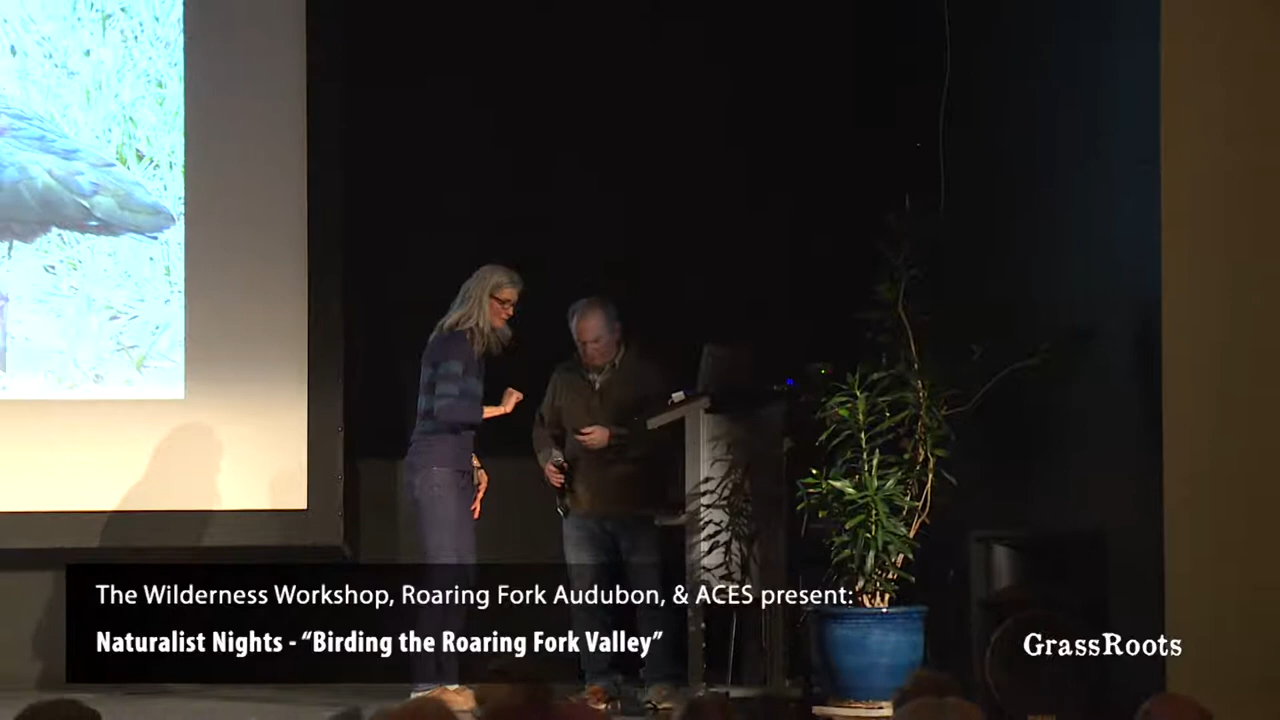 The Wilderness Workshop, Roaring Fork Audubon, & ACES present:
Naturalist Nights - “Birding the Roaring Fork Valley”
GrassRoots